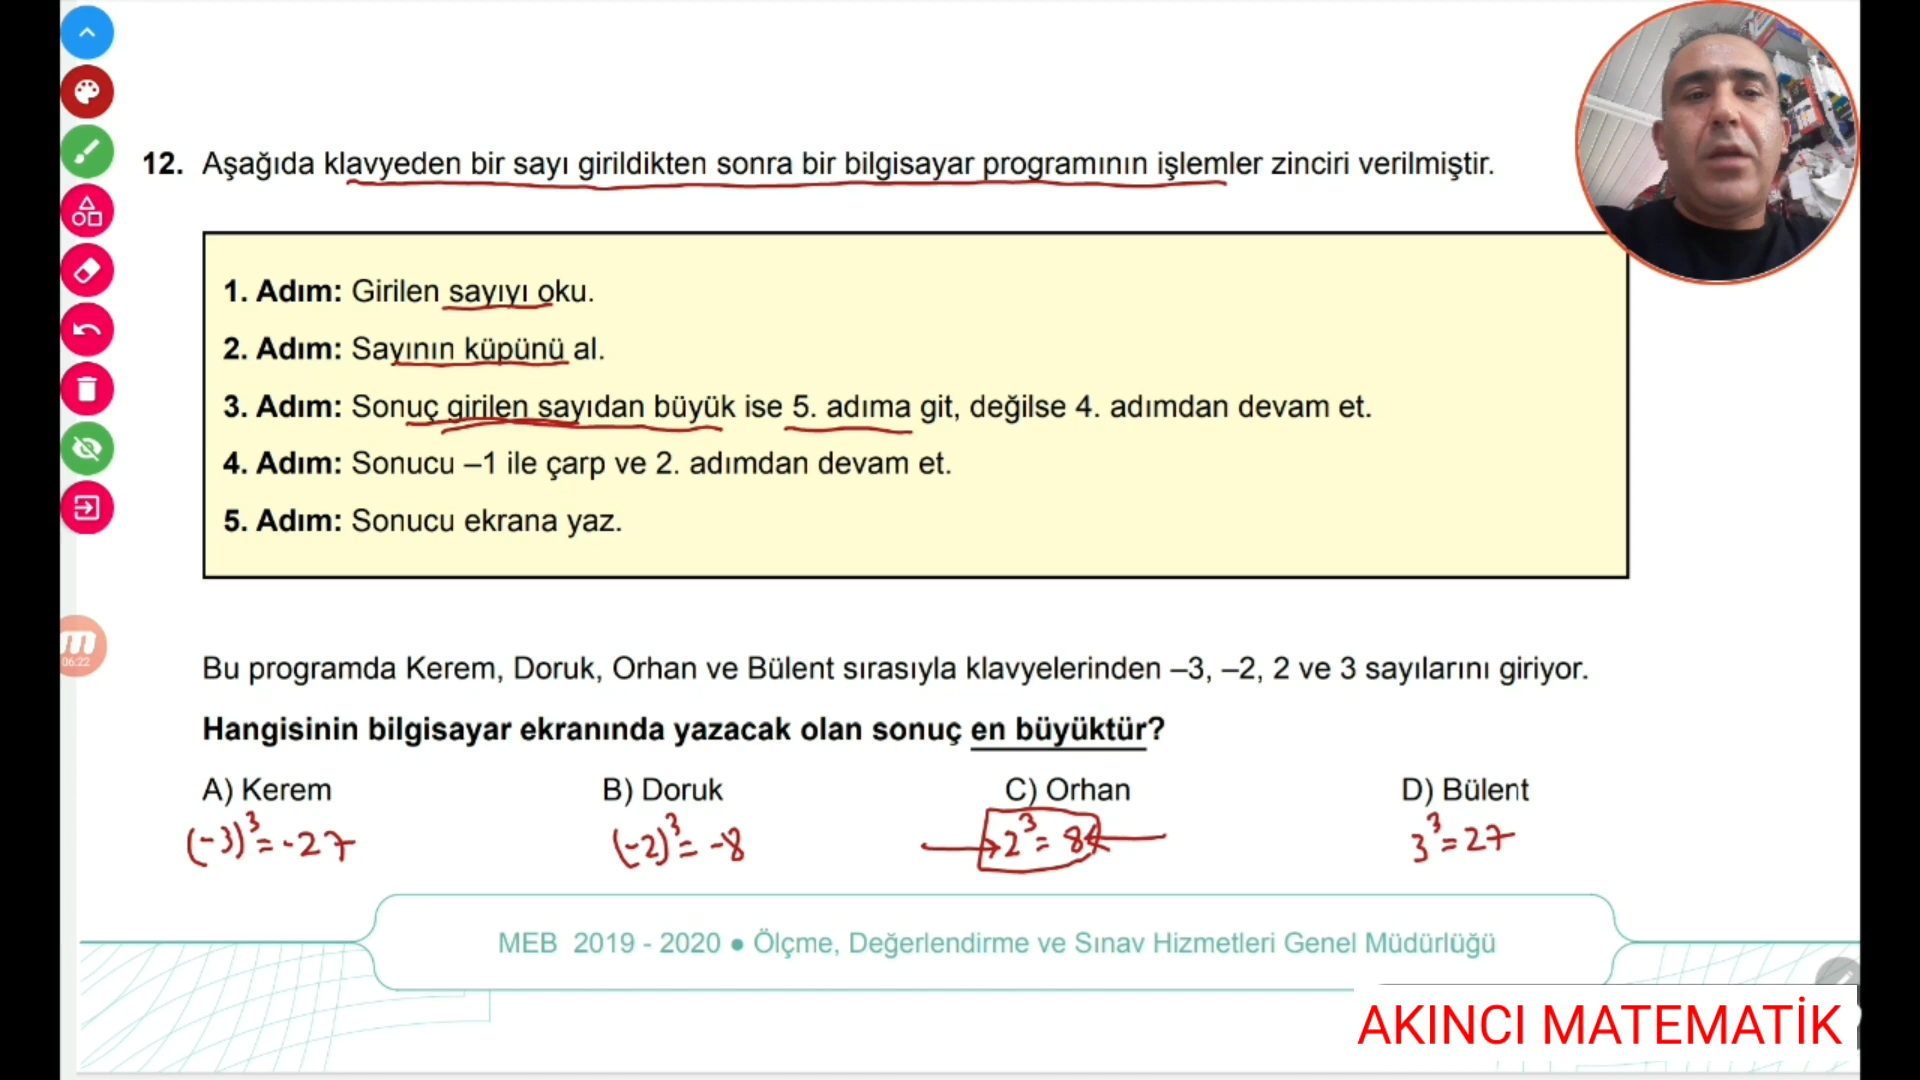 12. Aşağıda klavyeden bir sayı girildikten sonra bir bilgisayar programının işlemler zinciri verilmiştir.
1. Adım: Girilen sayıyı oku.
2. Adım: Sayının küpünü al.
3. Adım: Sonuç girilen sayıdan büyük ise 5. adıma git, değilse 4. adımdan devam et.
4. Adım: Sonucu –1 ile çarp ve 2. adımdan devam et.
5. Adım: Sonucu ekrana yaz.
m
06:22
Bu programda Kerem, Doruk, Orhan ve Bülent sırasıyla klavyelerinden –3, –2, 2 ve 3 sayılarını giriyor.
Hangisinin bilgisayar ekranında yazacak olan sonuç en büyüktür?
A) Kerem B) Doruk C) Orhan D) Bülent
(-3)³ = -27 (-2)³ = -8 2³ = 8 3³ = 27
MEB 2019 - 2020 ● Ölçme, Değerlendirme ve Sınav Hizmetleri Genel Müdürlüğü
AKINCI MATEMATİK